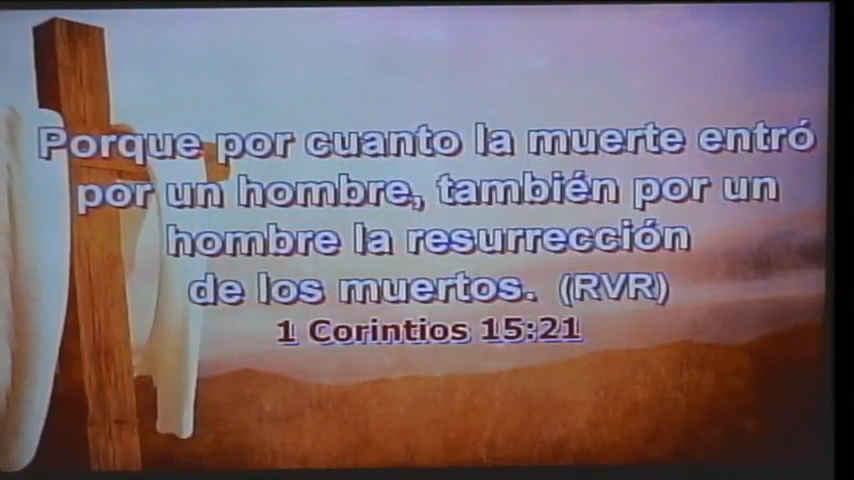 Porque por cuanto la muerte entró
por un hombre, también por un
hombre la resurrección
de los muertos. (RVR)
1 Corintios 15:21